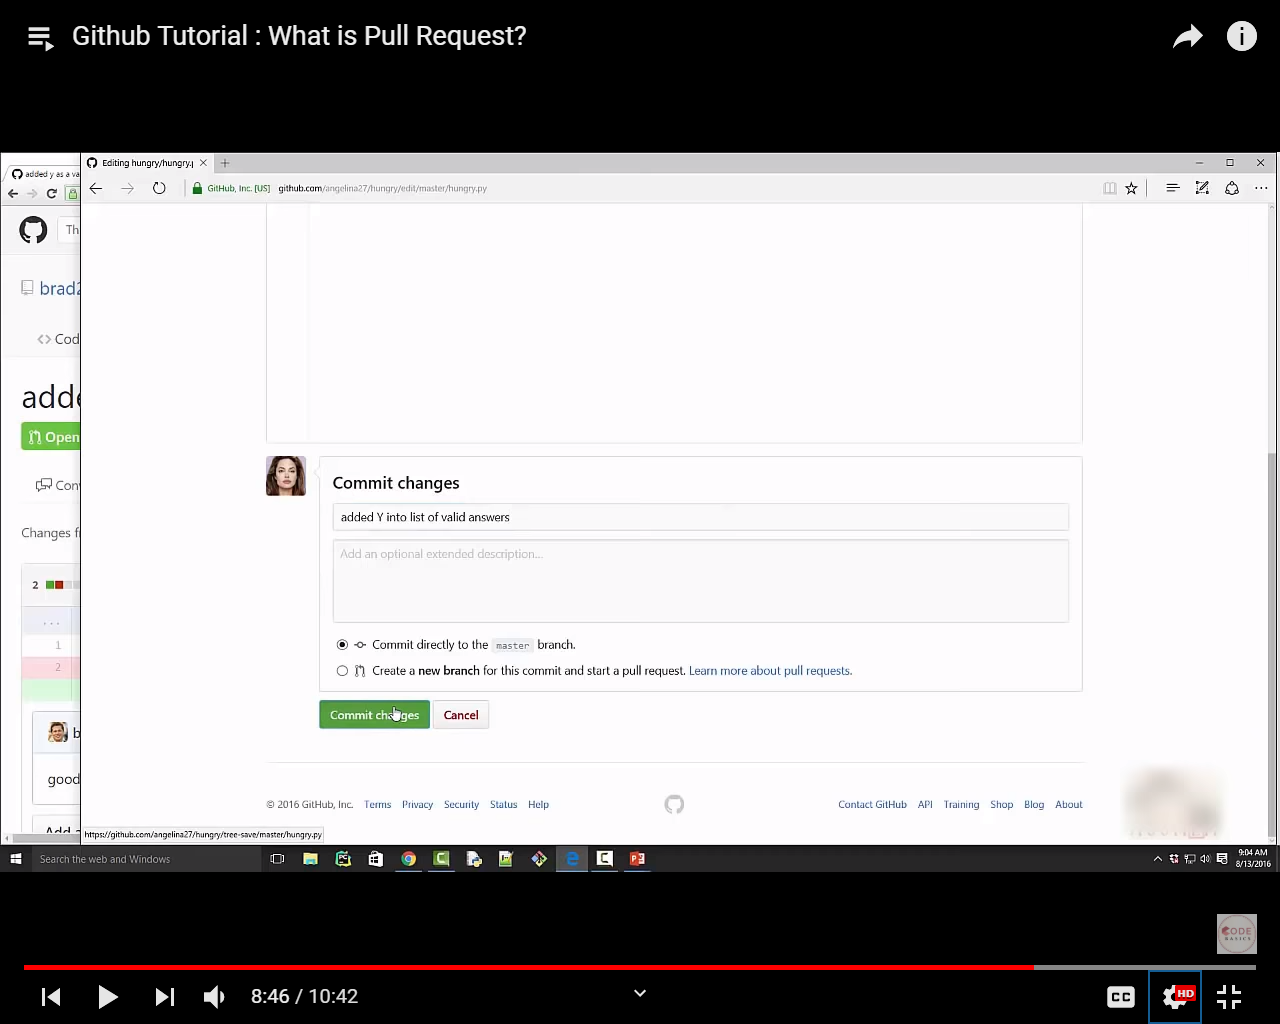 Github Tutorial : What is Pull Request?
added y as a va
Editing hungry/hungry.p
GitHub, Inc. [US] github.com/angelina27/hungry/edit/master/hungry.py
Th
brad2
Cod
adde
Open
Con
Changes f
2
...
1
2
b
good
Add a
Commit changes
added Y into list of valid answers
Add an optional extended description...
Commit directly to the master branch.
Create a new branch for this commit and start a pull request. Learn more about pull requests.
Commit changes Cancel
© 2016 GitHub, Inc. Terms Privacy Security Status Help Contact GitHub API Training Shop Blog About
https://github.com/angelina27/hungry/tree-save/master/hungry.py
Search the web and Windows
9:04 AM
8/13/2016
CODE
BASICS
8:46 / 10:42
CC
HD